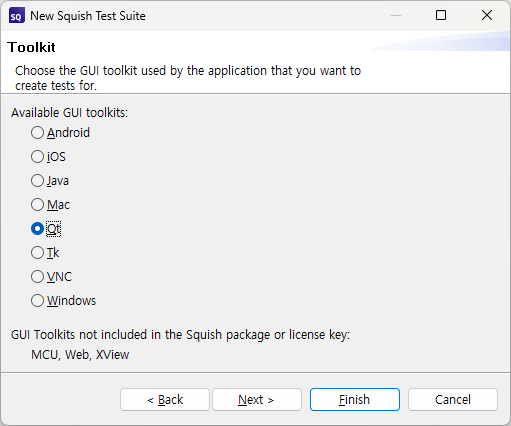 SQ New Squish Test Suite
Toolkit
Choose the GUI toolkit used by the application that you want to
create tests for.
Available GUI toolkits:
Android
iOS
Java
Mac
Qt
Tk
VNC
Windows
GUI Toolkits not included in the Squish package or license key:
MCU, Web, XView
< Back Next > Finish Cancel